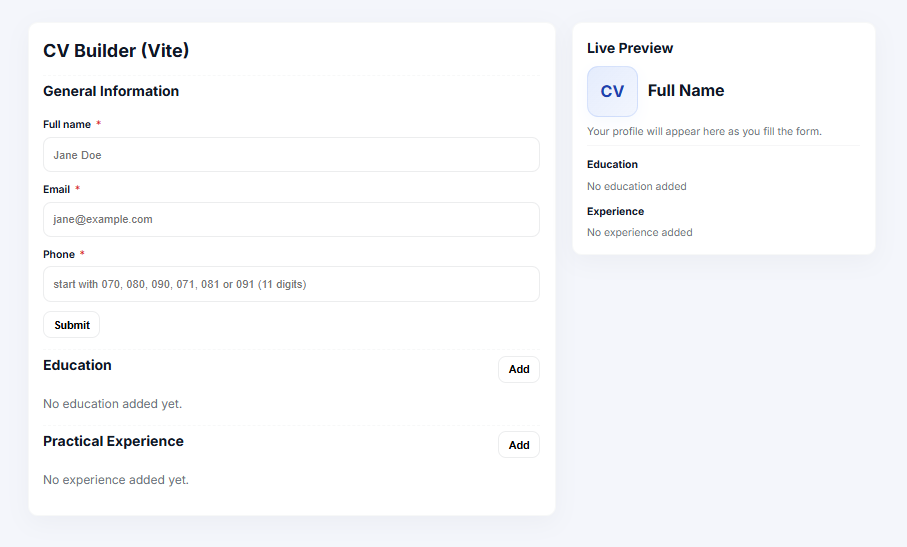 CV Builder (Vite)
General Information
Full name *
Jane Doe
Email *
jane@example.com
Phone *
start with 070, 080, 090, 071, 081 or 091 (11 digits)
Submit
Education
Add
No education added yet.
Practical Experience
Add
No experience added yet.
Live Preview
CV
Full Name
Your profile will appear here as you fill the form.
Education
No education added
Experience
No experience added